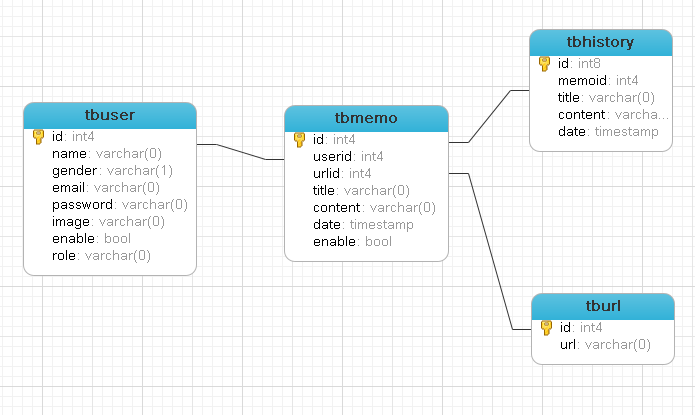 tbuser
id: int4
name: varchar(0)
gender: varchar(1)
email: varchar(0)
password: varchar(0)
image: varchar(0)
enable: bool
role: varchar(0)
tbmemo
id: int4
userid: int4
urlid: int4
title: varchar(0)
content: varchar(0)
date: timestamp
enable: bool
tbhistory
id: int8
memoid: int4
title: varchar(0)
content: varcha...
date: timestamp
tburl
id: int4
url: varchar(0)